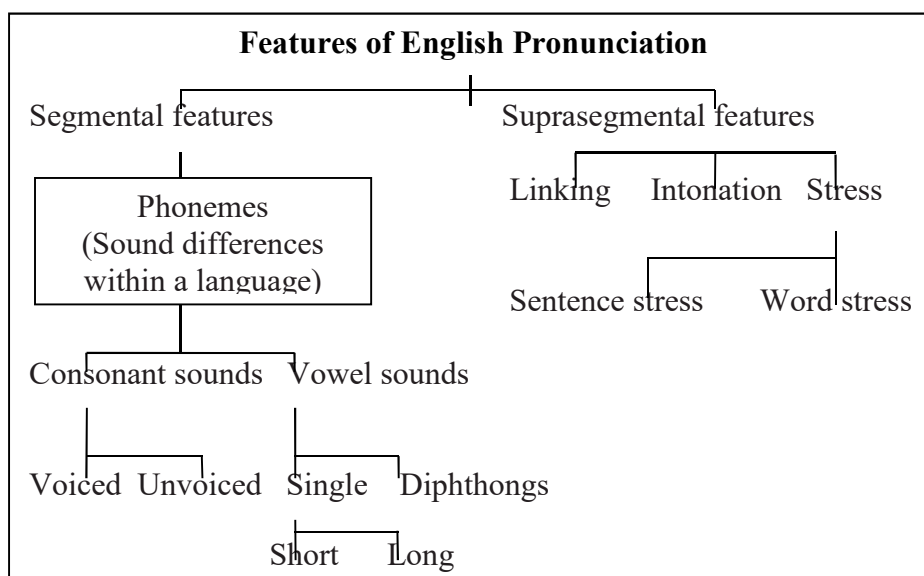 Features of English Pronunciation
Segmental features
Suprasegmental features
Linking Intonation Stress
Phonemes
(Sound differences
within a language)
Sentence stress Word stress
Consonant sounds Vowel sounds
Voiced Unvoiced Single Diphthongs
Short Long